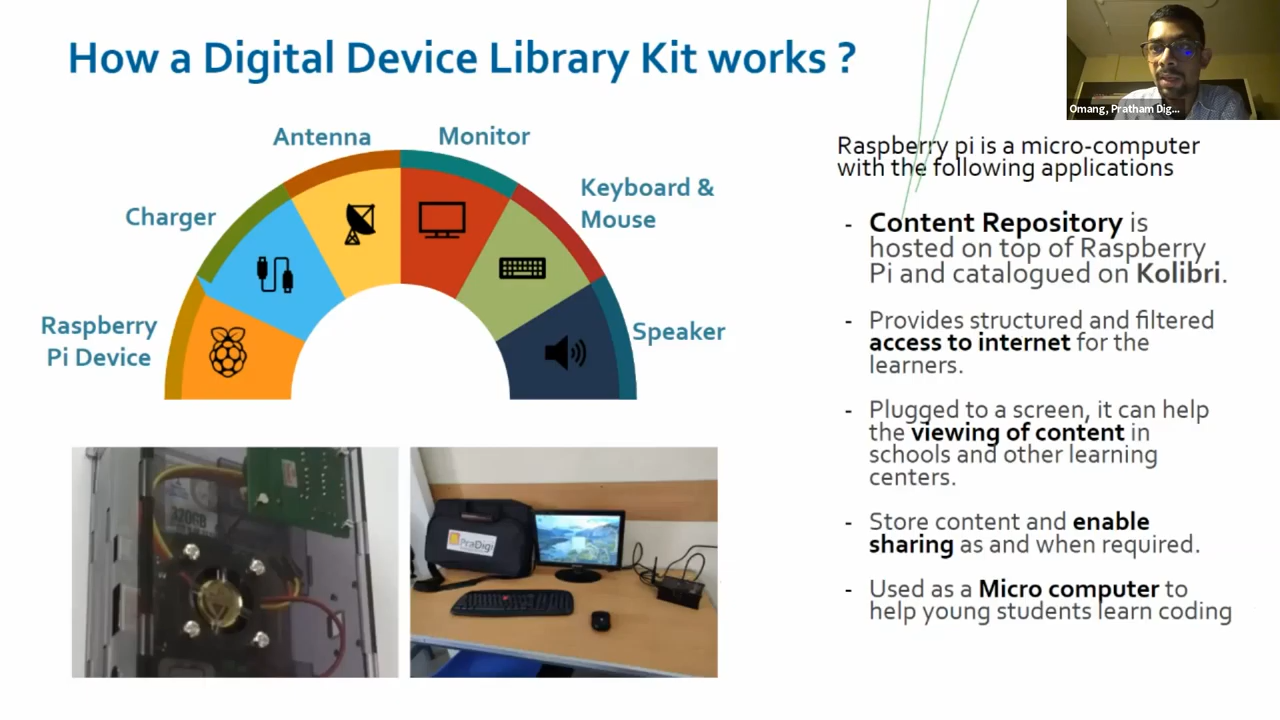 How a Digital Device Library Kit works ?
Omang, Pratham Dig...
Antenna
Monitor
Charger
Keyboard &
Mouse
Raspberry
Pi Device
Speaker
Raspberry pi is a micro-computer
with the following applications
- Content Repository is
hosted on top of Raspberry
Pi and catalogued on Kolibri.
- Provides structured and filtered
access to internet for the
learners.
- Plugged to a screen, it can help
the viewing of content in
schools and other learning
centers.
- Store content and enable
sharing as and when required.
- Used as a Micro computer to
help young students learn coding
320GB
PraDigi